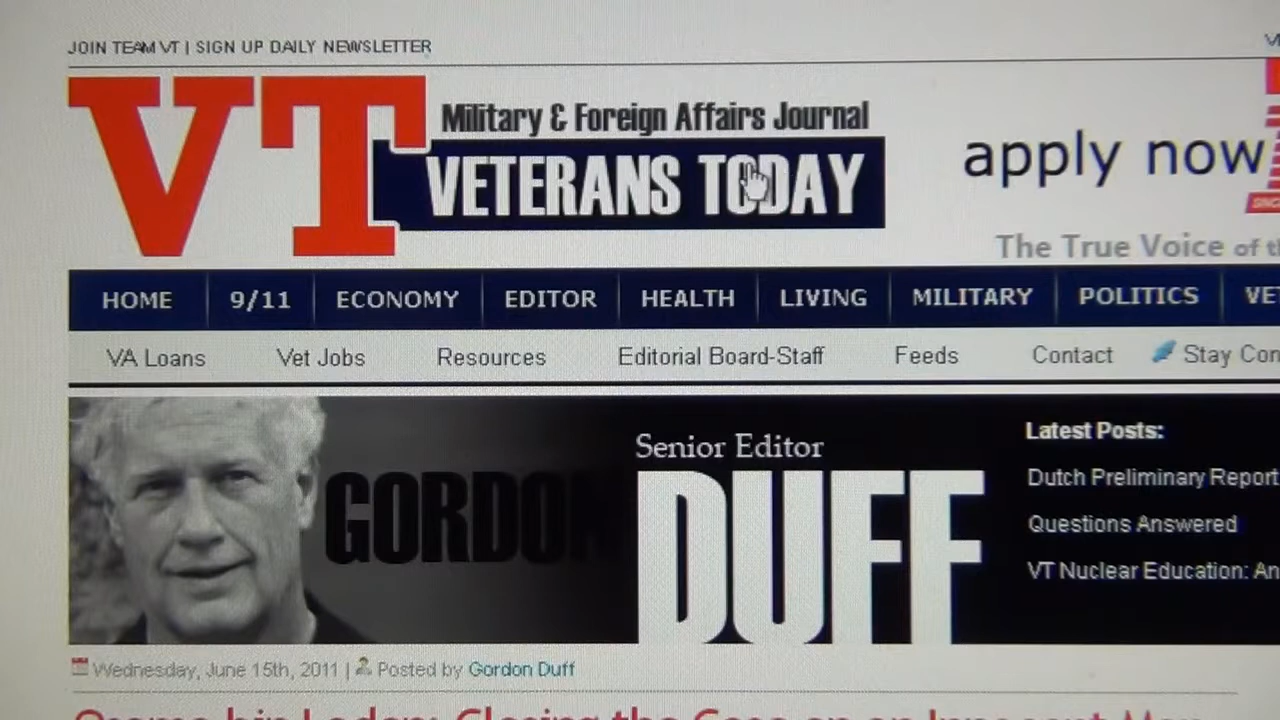 JOIN TEAM VT | SIGN UP DAILY NEWSLETTER
VT
Military & Foreign Affairs Journal
VETERANS TODAY
apply now
The True Voice of
HOME 9/11 ECONOMY EDITOR HEALTH LIVING MILITARY POLITICS
VA Loans Vet Jobs Resources Editorial Board-Staff Feeds Contact Stay
GORDON
Senior Editor
DUFF
Latest Posts:
Dutch Preliminary Report
Questions Answered
VT Nuclear Education: An
Wednesday, June 15th, 2011 | Posted by Gordon Duff